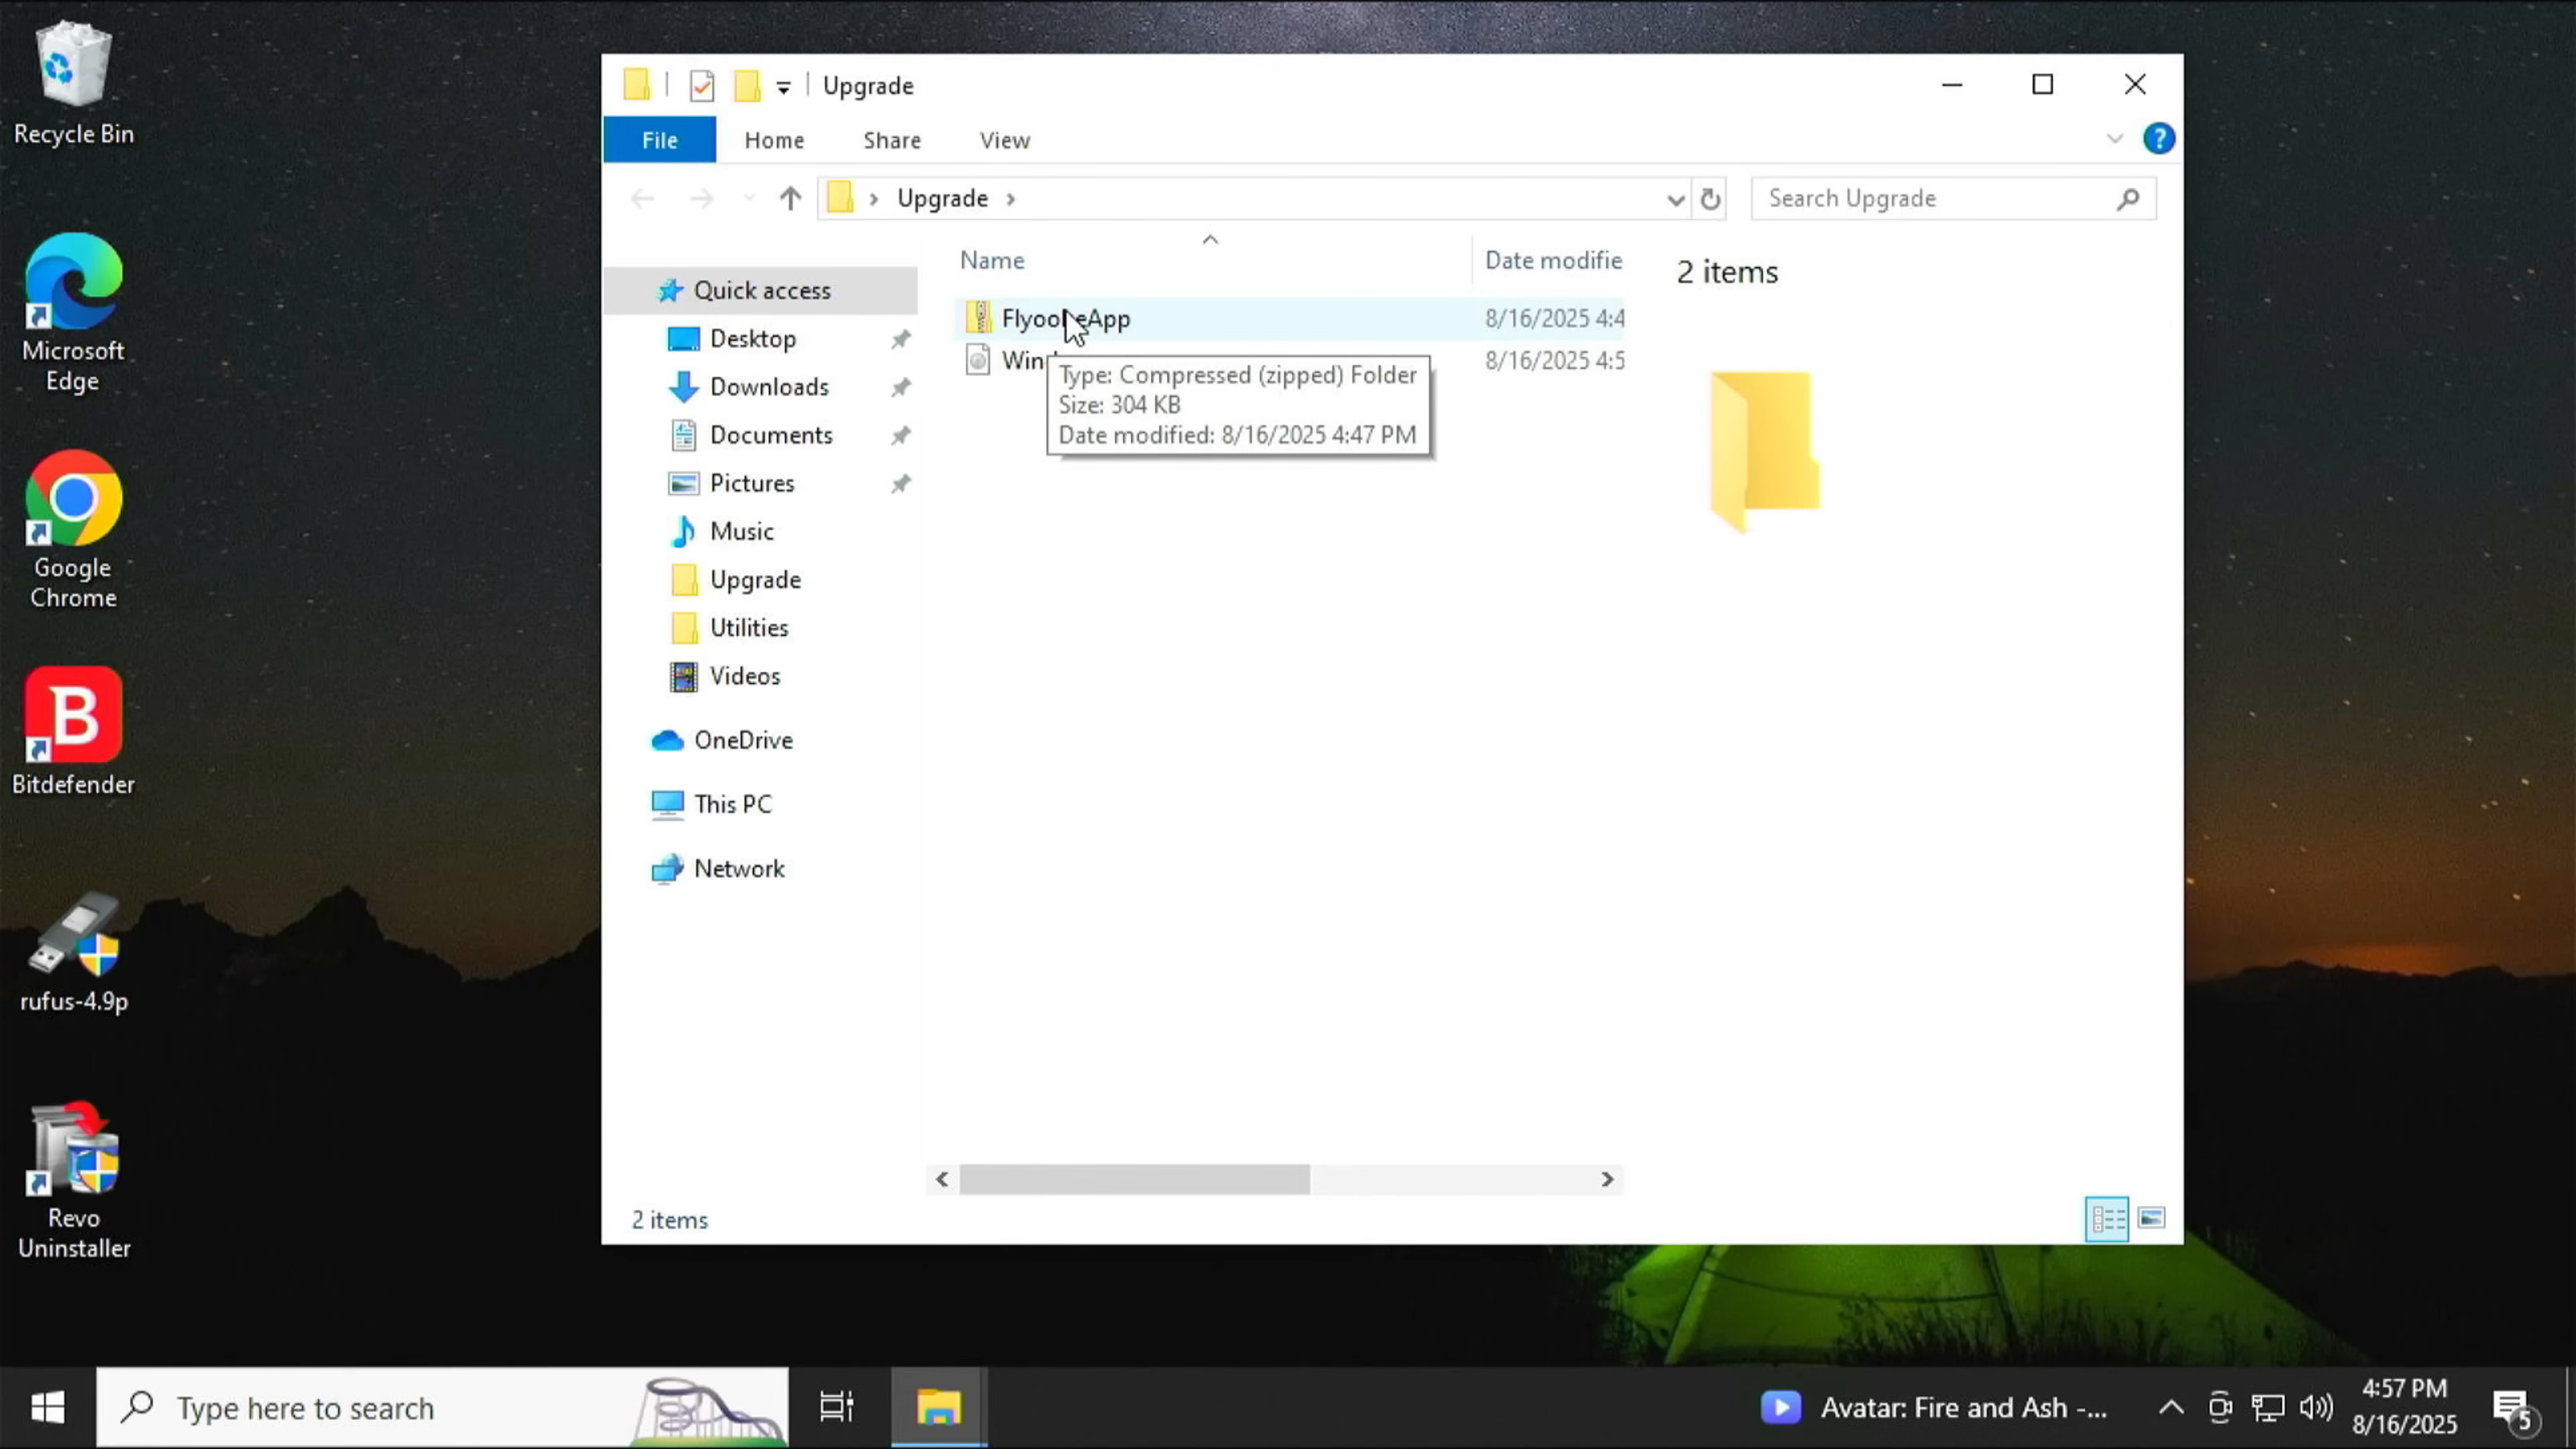 Recycle Bin
Microsoft
Edge
Google
Chrome
Bitdefender
rufus-4.9p
Revo
Uninstaller
Upgrade
File Home Share View
Upgrade
Search Upgrade
Quick access
Desktop
Downloads
Documents
Pictures
Music
Upgrade
Utilities
Videos
OneDrive
This PC
Network
Name Date modifie
8/16/2025 4:4
8/16/2025 4:5
Type: Compressed (zipped) Folder
Size: 304 KB
Date modified: 8/16/2025 4:47 PM
2 items
2 items
Type here to search
Avatar: Fire and Ash -...
4:57 PM
8/16/2025
5